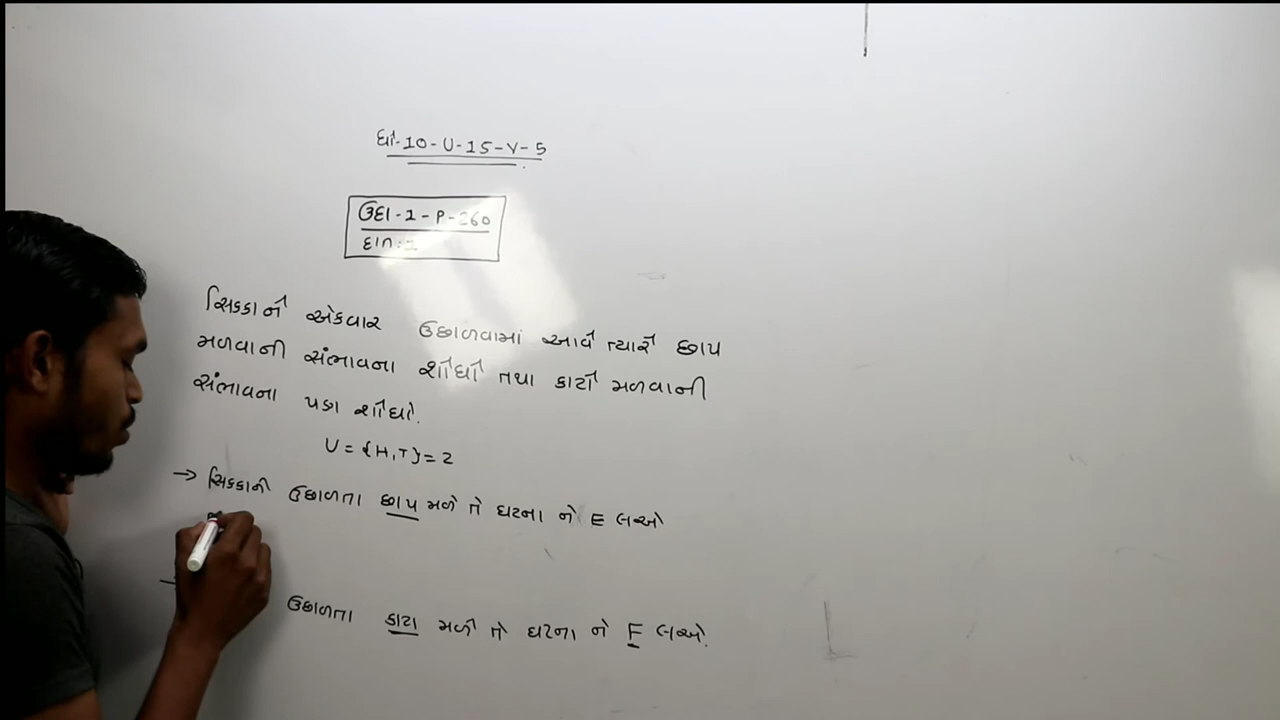 ધો-10-U-15-V-5
ઉદા-1-P-260
દાખ:1
સિક્કાને એકવાર ઉછાળવામાં આવે ત્યારે છાપ
મળવાની સંભાવના શોધો તથા કાટો મળવાની
સંભાવના પણ શોધો.
U = {H,T} = 2
→ સિક્કાને ઉછાળતા છાપ મળે તે ઘટના ને E લઓ
→ ઉછાળતા કાટા મળે તે ઘટના ને F લઓ.